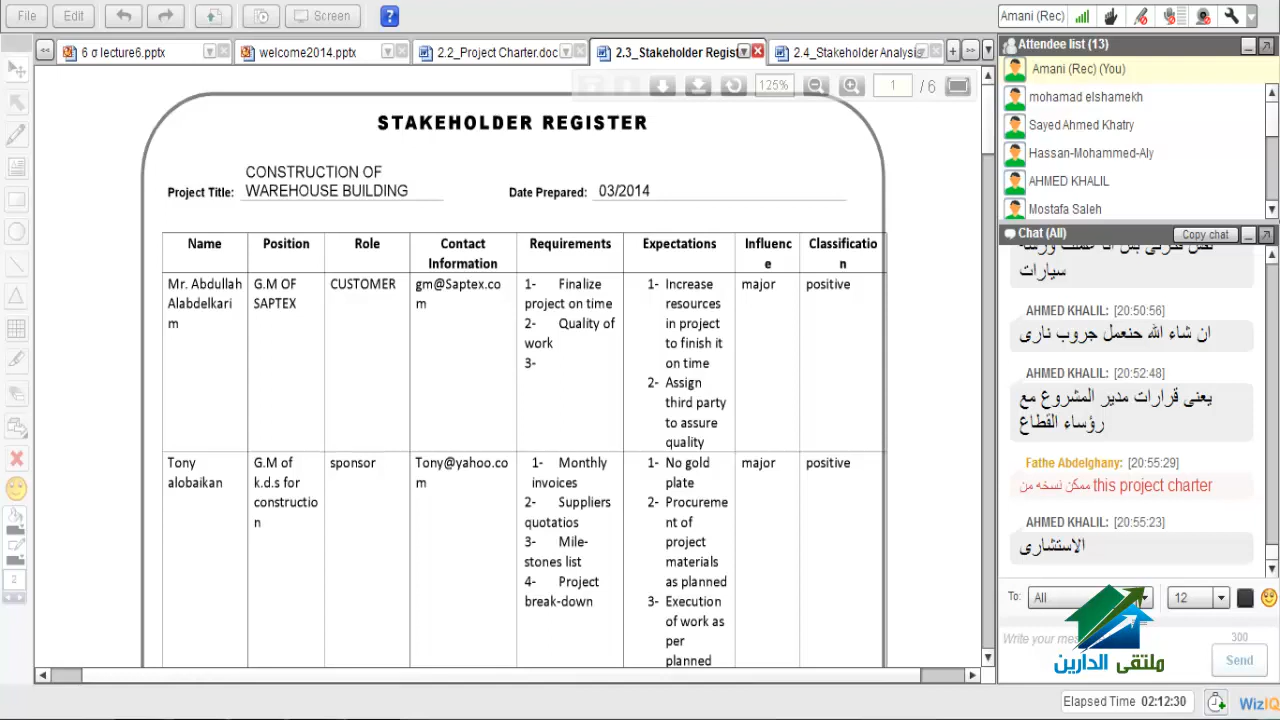 File
Edit
Screen
?
Amani (Rec)
6 σ lecture6.pptx
welcome2014.pptx
2.2_Project Charter.doc
2.3_Stakeholder Regist
2.4_Stakeholder Analysis
1 / 6
125%
STAKEHOLDER REGISTER
Project Title:
CONSTRUCTION OF
WAREHOUSE BUILDING
Date Prepared:
03/2014
Name
Position
Role
Contact
Information
Requirements
Expectations
Influenc
e
Classificatio
n
Mr. Abdullah
Alabdelkari
m
G.M OF
SAPTEX
CUSTOMER
gm@Saptex.co
m
1- Finalize
project on time
2- Quality of
work
3-
1- Increase
resources
in project
to finish it
on time
2- Assign
third party
to assure
quality
major
positive
Tony
alobaikan
G.M of
k.d.s for
constructio
n
sponsor
Tony@yahoo.co
m
1- Monthly
invoices
2- Suppliers
quotatios
3- Mile-
stones list
4- Project
break-down
1- No gold
plate
2- Procureme
nt of
project
materials
as planned
3- Execution
of work as
per
planned
major
positive
2
Attendee list (13)
Amani (Rec) (You)
mohamad elshamekh
Sayed Ahmed Khatry
Hassan-Mohammed-Aly
AHMED KHALIL
Mostafa Saleh
Chat (All)
Copy chat
سيارات
AHMED KHALIL: [20:50:56]
ان شاء الله حنعمل جروب نارى
AHMED KHALIL: [20:52:48]
يعنى قرارات مدير المشروع مع
رؤساء القطاع
Fathe Abdelghany: [20:55:29]
ممكن نسخه من this project charter
AHMED KHALIL: [20:55:23]
الاستشارى
To:
All
12
Write your mes
300
Send
ملتقى الدارين
Elapsed Time 02:12:30
WizIQ